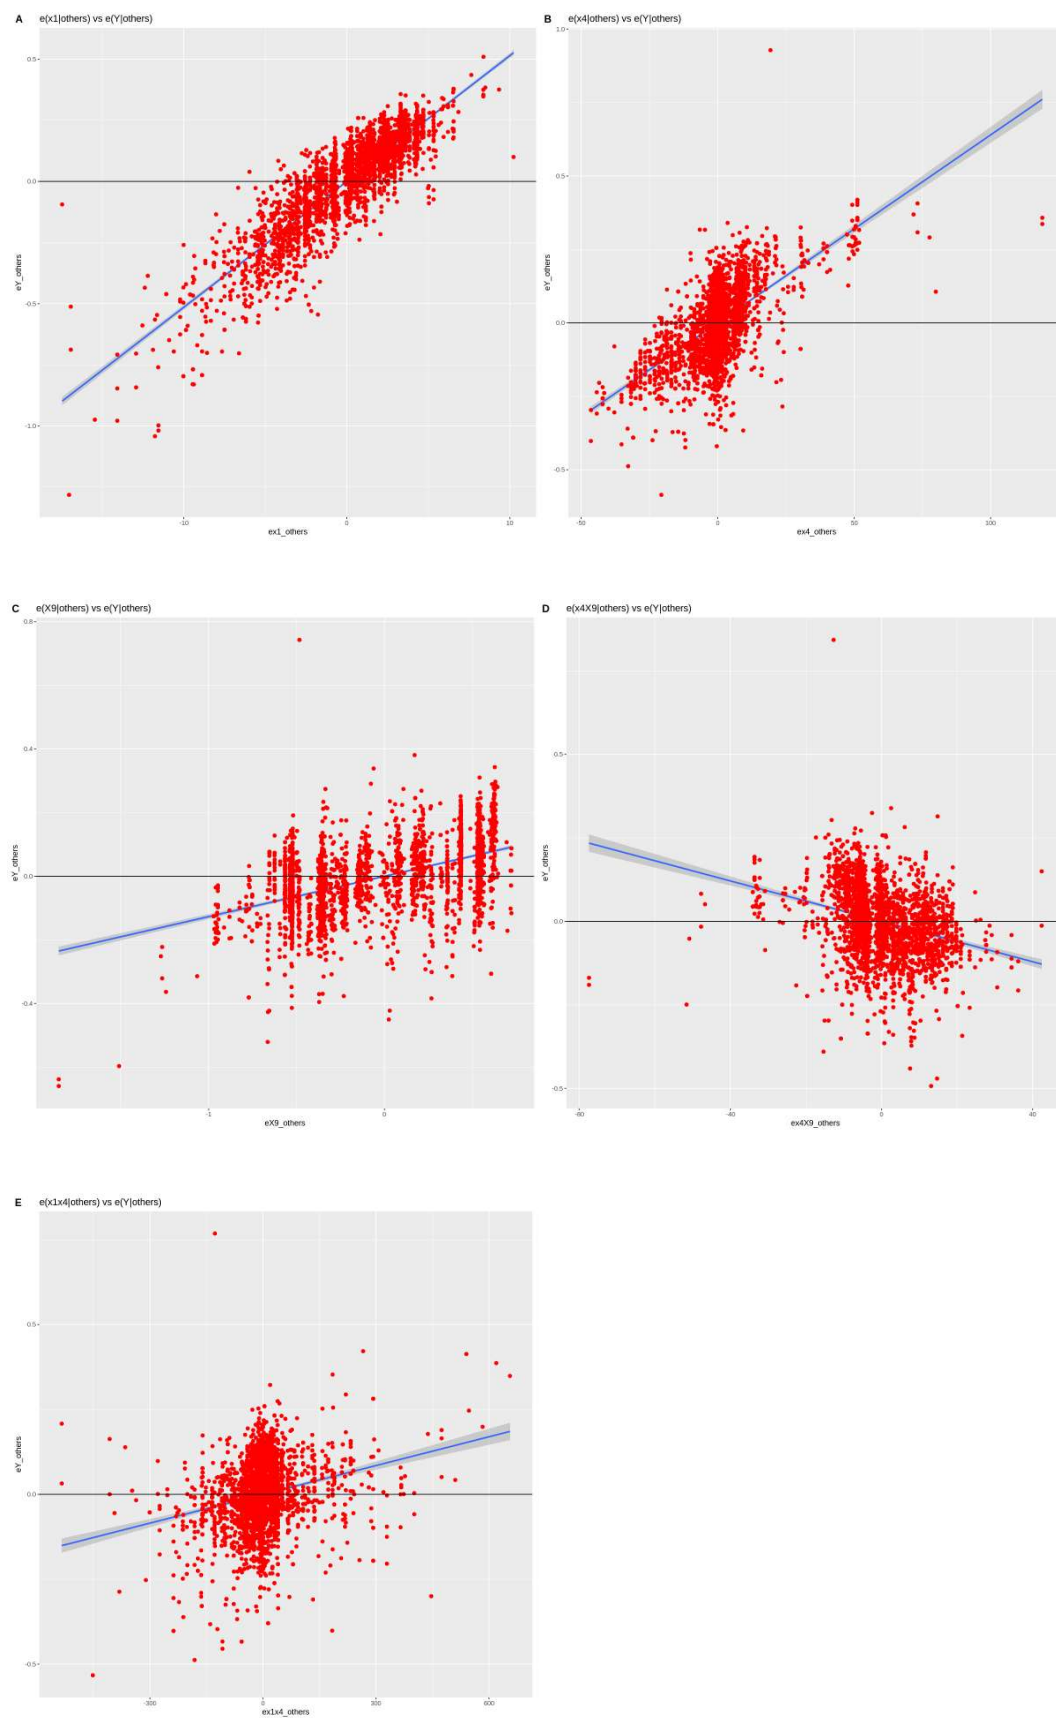 A e(x1|others) vs e(Y|others)
0.5
0.0
-0.5
-1.0
eY_others
-10 0 10
ex1_others
B e(x4|others) vs e(Y|others)
1.0
0.5
0.0
-0.5
eY_others
-50 0 50 100
ex4_others
C e(X9|others) vs e(Y|others)
0.8
0.4
0.0
-0.4
eY_others
-1 0
eX9_others
D e(x4X9|others) vs e(Y|others)
0.5
0.0
-0.5
eY_others
-80 -40 0 40
ex4X9_others
E e(x1x4|others) vs e(Y|others)
0.5
0.0
-0.5
eY_others
-300 0 300 600
ex1x4_others